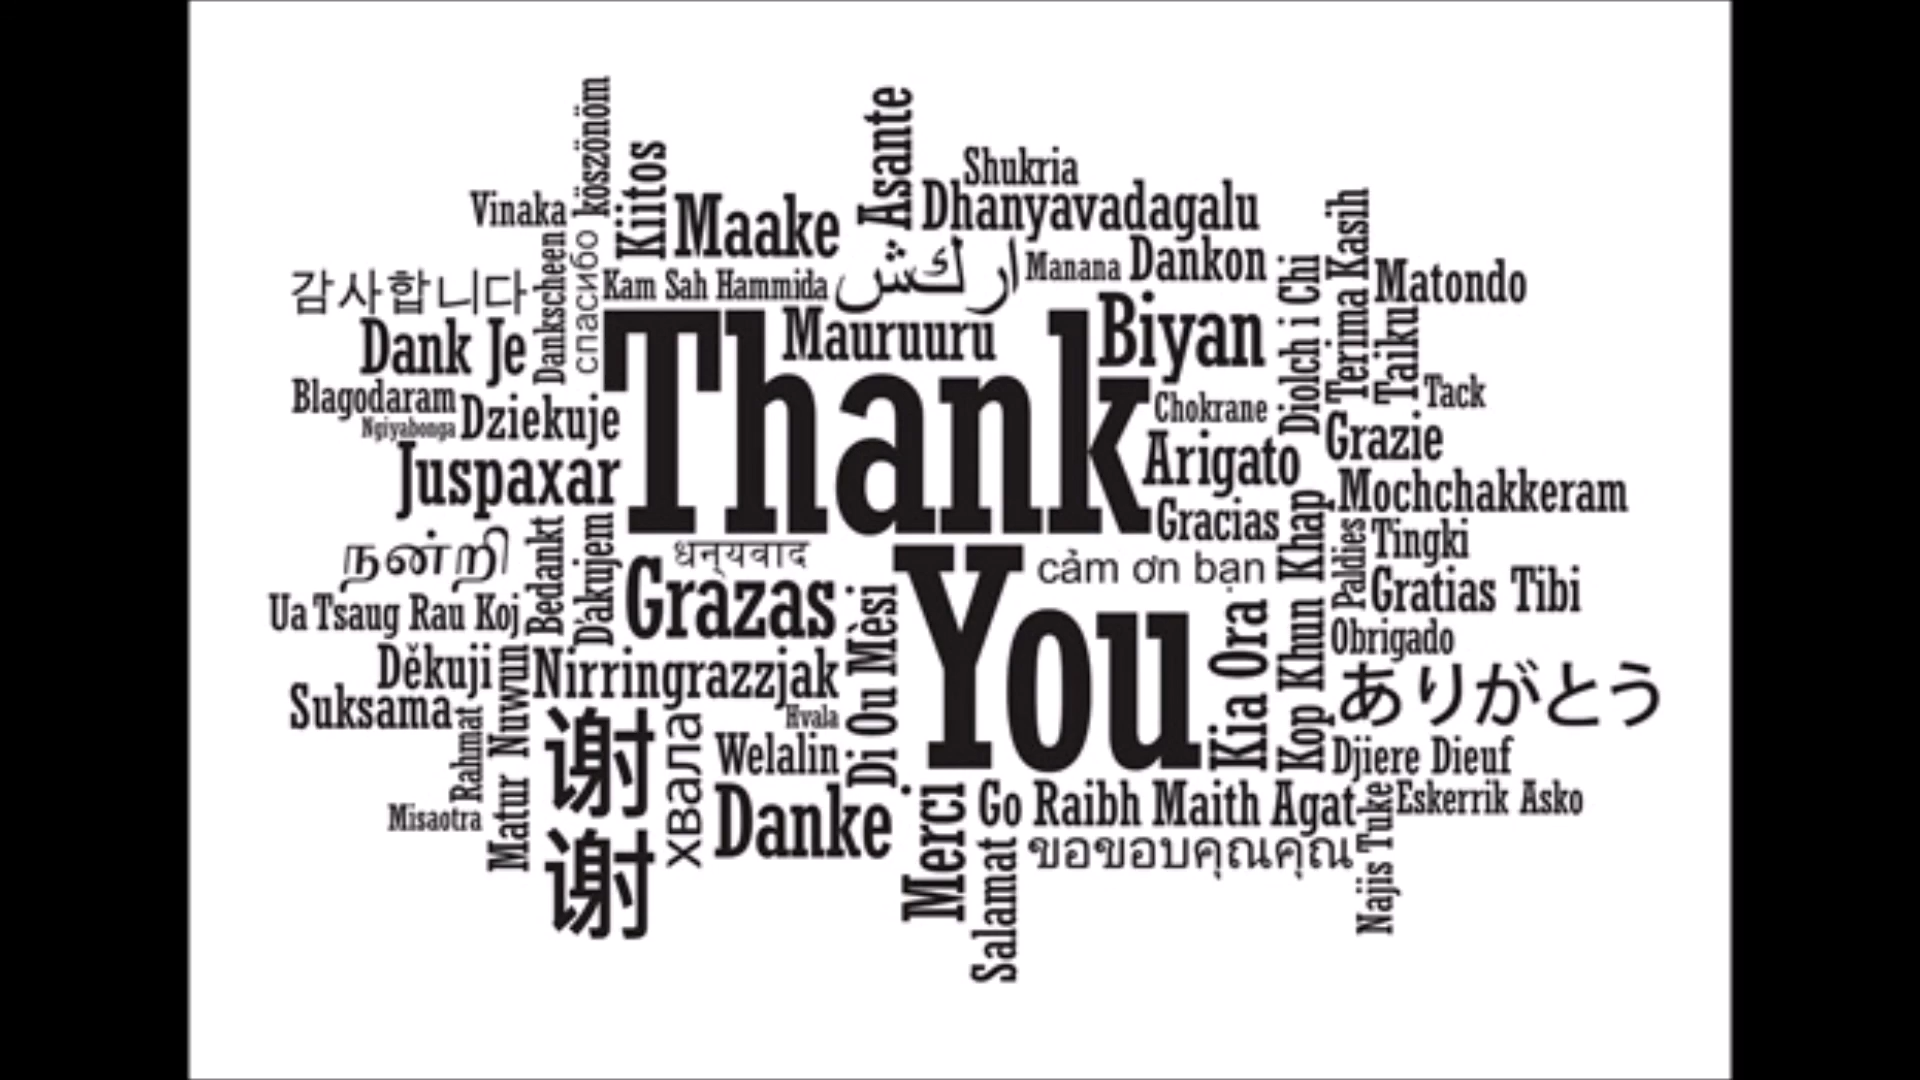 köszönöm
Asante
Kiitos
Shukria
Vinaka
Maake
Dhanyavadagalu
спасибо
Dankscheen
Terima Kasih
감사합니다
Kam Sah Hammida
ار كش
Manana
Dankon
Diolch i Chi
Matondo
Dank Je
Mauruuru
Biyan
Taiku
Thank
Blagodaram
Ngiyabonga
Dziekuje
Chokrane
Tack
Juspaxar
Arigato
Grazie
Gracias
Mochchakkeram
நன்றி
Bedankt
Ďakujem
धन्यवाद
You
cảm ơn bạn
Kop Khun Khap
Paldies
Tingki
Ua Tsaug Rau Koj
Grazas
Di Ou Mèsi
Kia Ora
Gratias Tibi
Obrigado
Děkuji
Nirringrazzjak
ありがとう
Suksama
Rahmat
Matur Nuwun
谢
谢
хвала
Hvala
Welalin
Djiere Dieuf
Misaotra
Danke
Merci
Go Raibh Maith Agat
Eskerrik Asko
Salamat
ขอขอบคุณคุณ
Najis Tuke